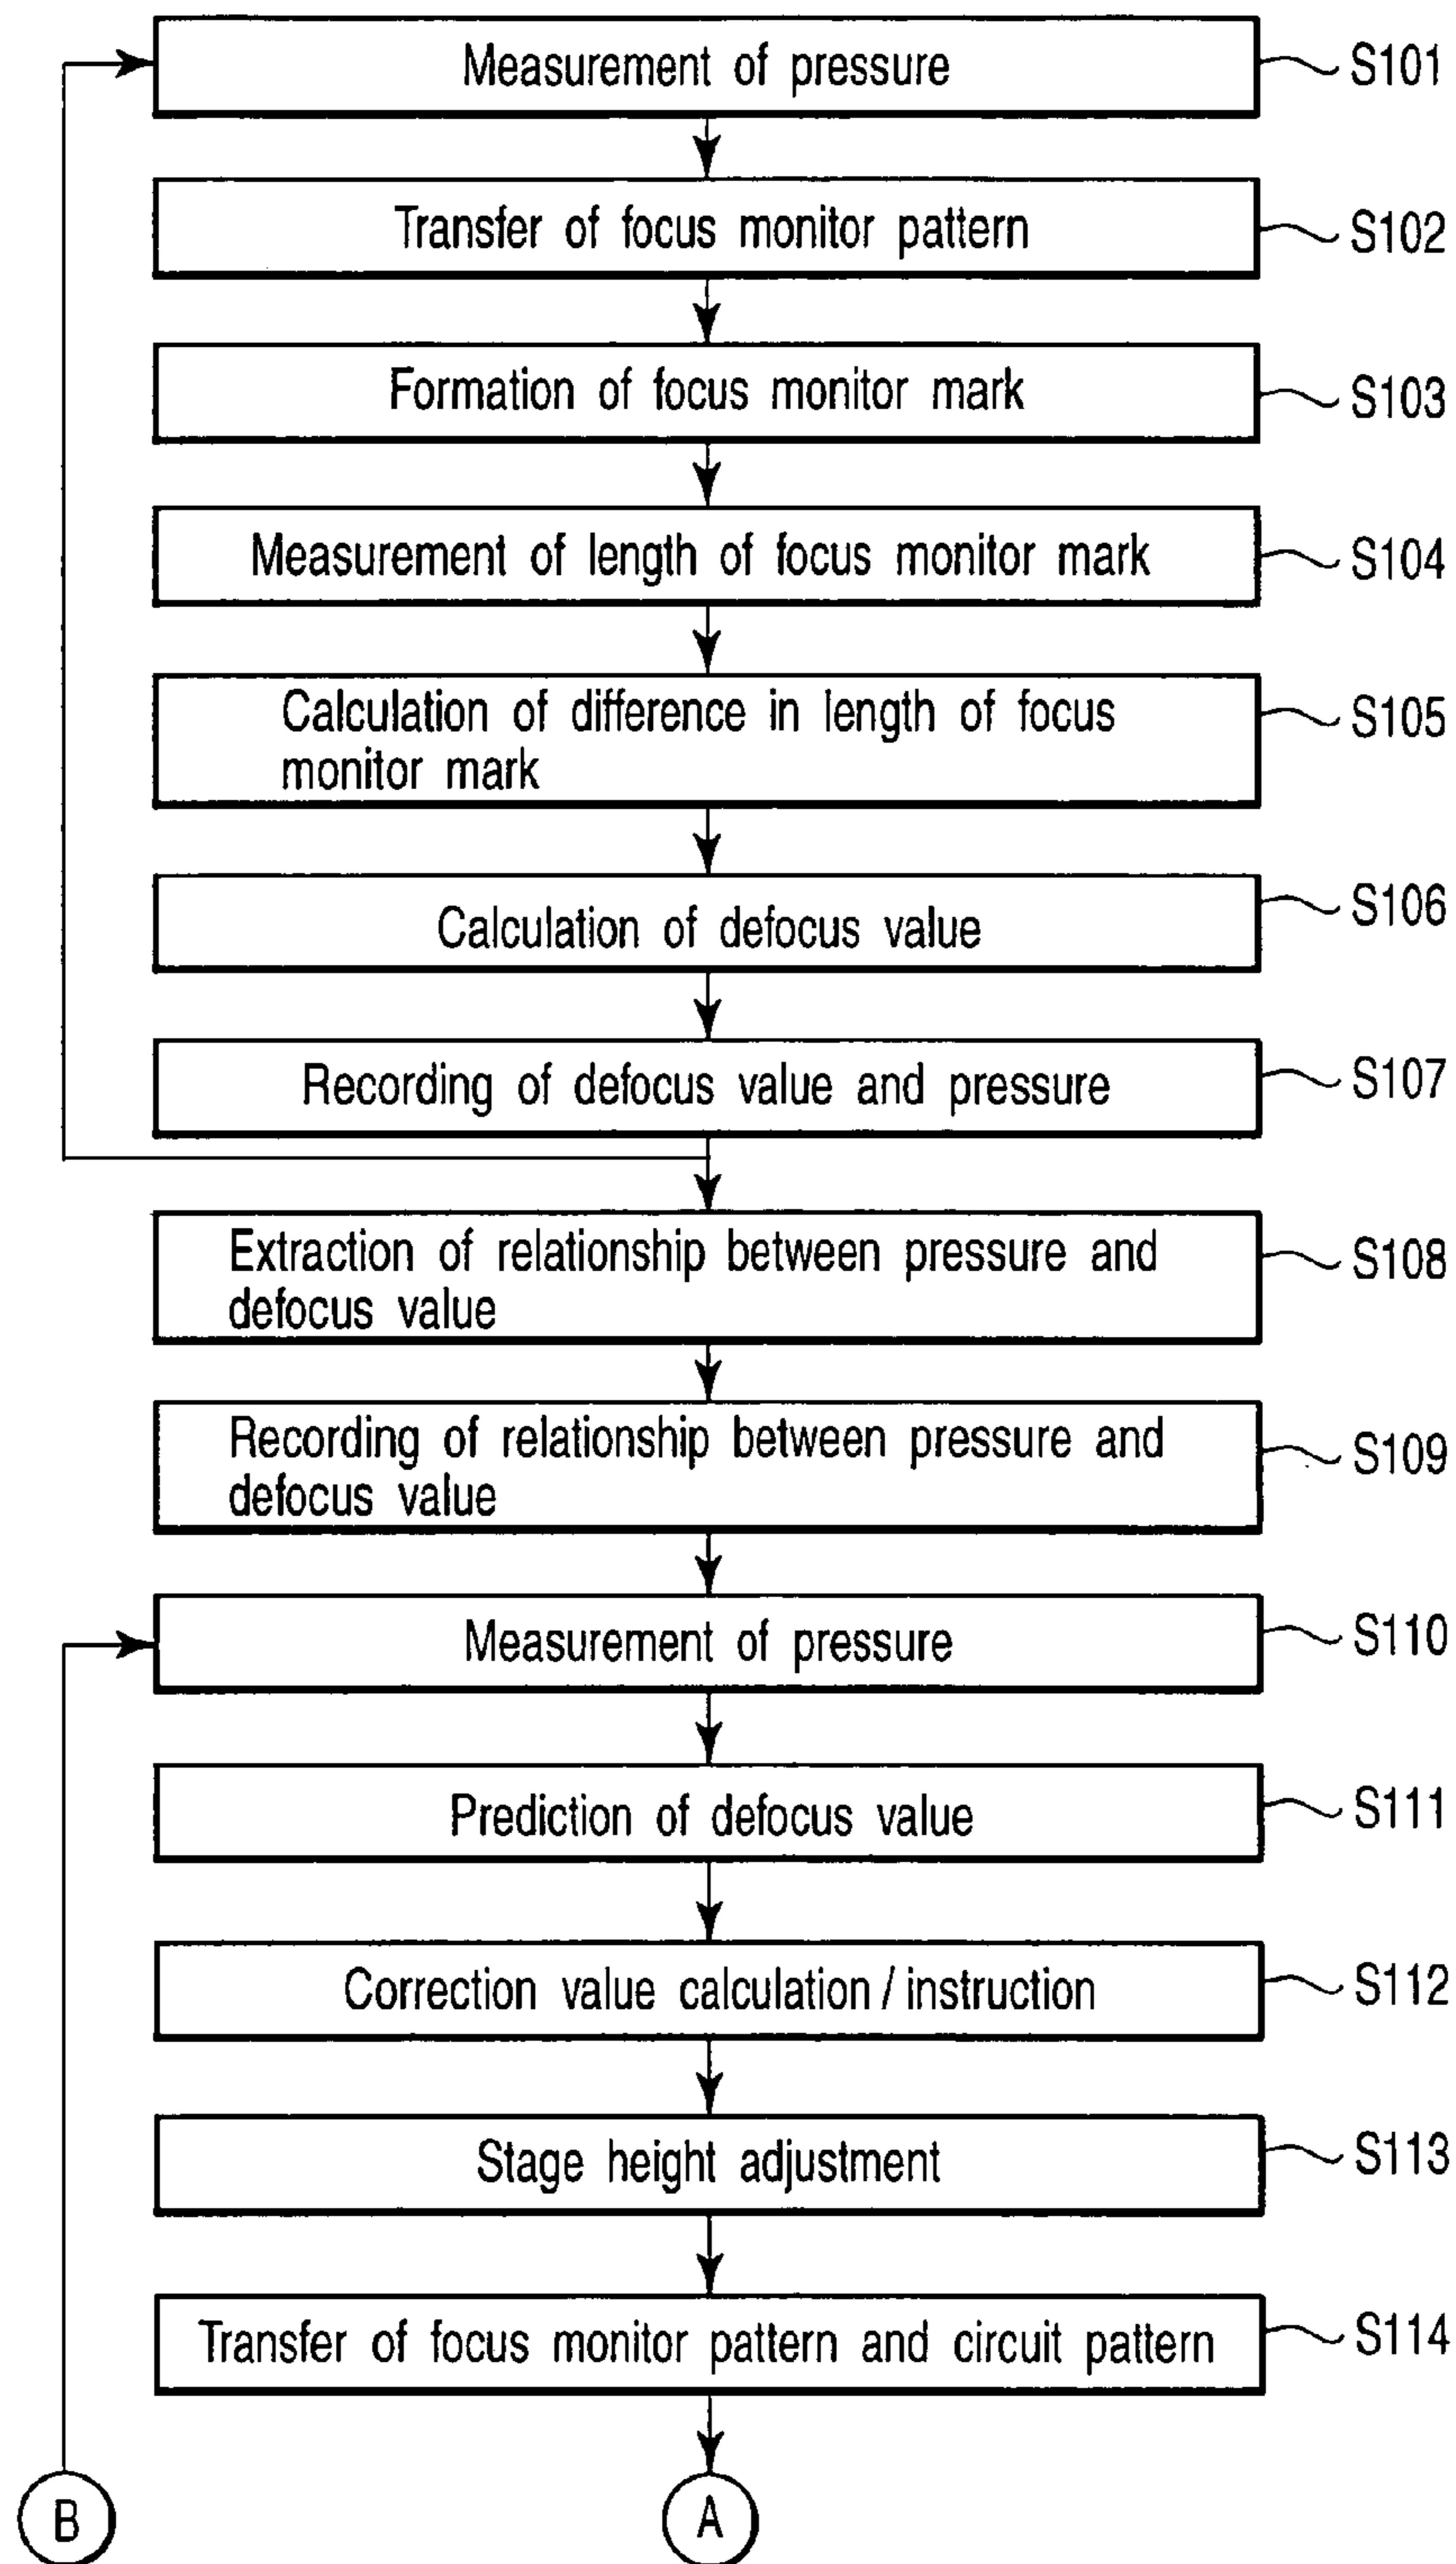 Measurement of pressure
S101
Transfer of focus monitor pattern
S102
Formation of focus monitor mark
S103
Measurement of length of focus monitor mark
S104
Calculation of difference in length of focus
monitor mark
S105
Calculation of defocus value
S106
Recording of defocus value and pressure
S107
Extraction of relationship between pressure and
defocus value
S108
Recording of relationship between pressure and
defocus value
S109
Measurement of pressure
S110
Prediction of defocus value
S111
Correction value calculation / instruction
S112
Stage height adjustment
S113
Transfer of focus monitor pattern and circuit pattern
S114
B
A